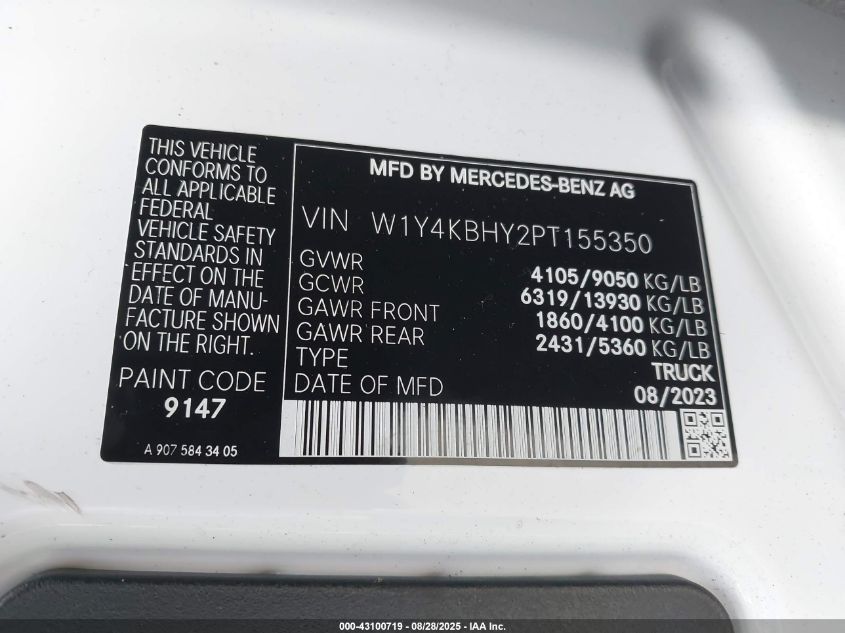 THIS VEHICLE
CONFORMS TO
ALL APPLICABLE
FEDERAL
VEHICLE SAFETY
STANDARDS IN
EFFECT ON THE
DATE OF MANU-
FACTURE SHOWN
ON THE RIGHT.
PAINT CODE
9147
A 907 584 34 05
MFD BY MERCEDES-BENZ AG
VIN W1Y4KBHY2PT155350
GVWR 4105/9050 KG/LB
GCWR 6319/13930 KG/LB
GAWR FRONT 1860/4100 KG/LB
GAWR REAR 2431/5360 KG/LB
TYPE TRUCK
DATE OF MFD 08/2023
000-43100719 - 08/28/2025 - IAA Inc.